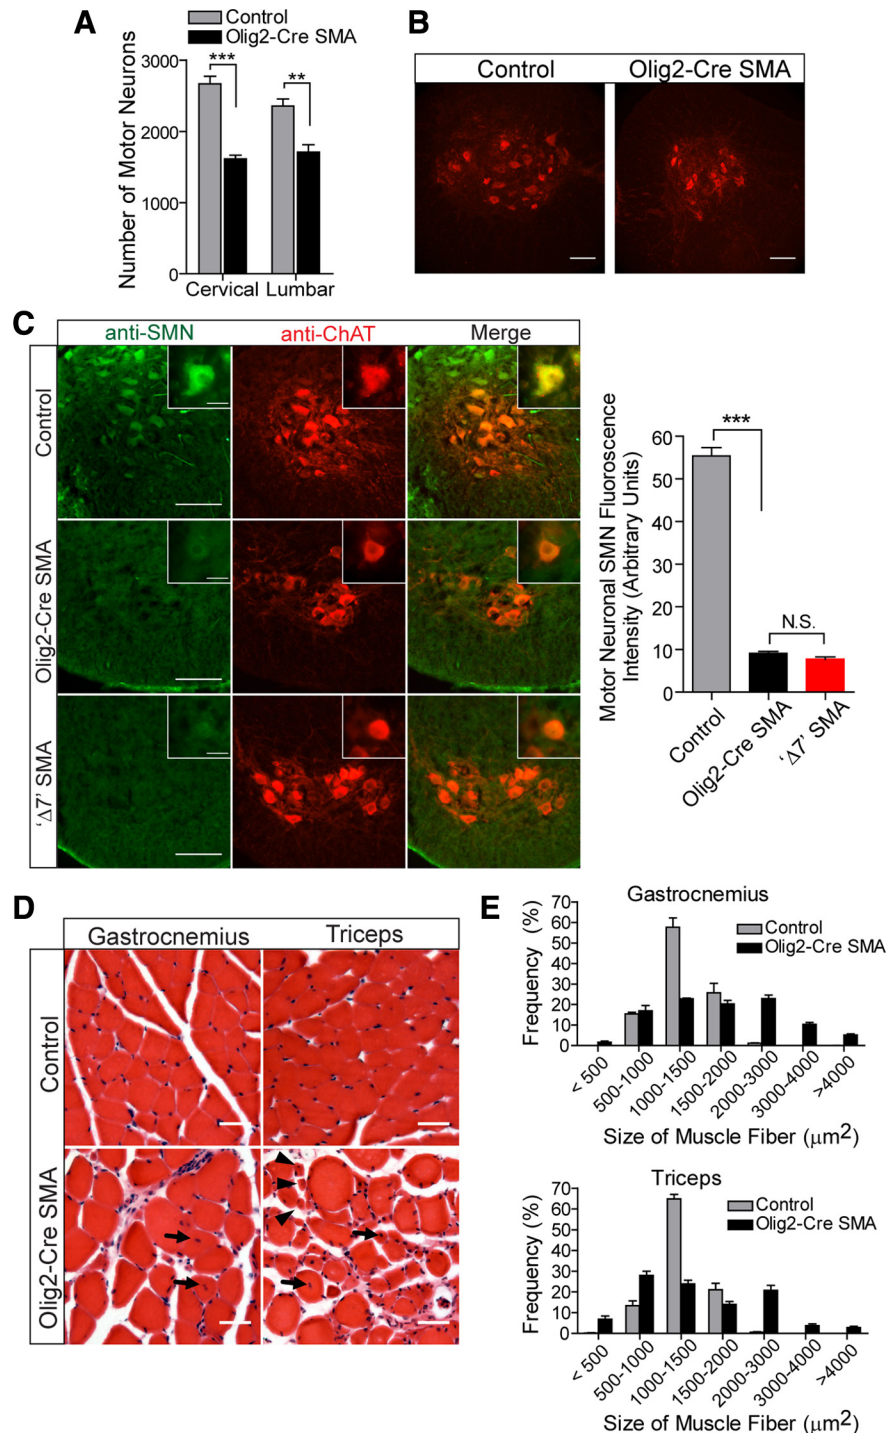 A
Control
Olig2-Cre SMA
Number of Motor Neurons
3000
2000
1000
0
***
**
Cervical Lumbar
B
Control Olig2-Cre SMA
C
anti-SMN anti-ChAT Merge
Control
Olig2-Cre SMA
‘Δ7’ SMA
Motor Neuronal SMN Fluoroscence
Intensity (Arbitrary Units)
60
50
40
30
20
10
0
***
N.S.
Control
Olig2-Cre SMA
‘Δ7’ SMA
D
Gastrocnemius Triceps
Control
Olig2-Cre SMA
E
Gastrocnemius
Control
Olig2-Cre SMA
Frequency (%)
70
60
50
40
30
20
10
0
< 500
500-1000
1000-1500
1500-2000
2000-3000
3000-4000
>4000
Size of Muscle Fiber (μm2)
Triceps
Control
Olig2-Cre SMA
Frequency (%)
70
60
50
40
30
20
10
0
< 500
500-1000
1000-1500
1500-2000
2000-3000
3000-4000
>4000
Size of Muscle Fiber (μm2)